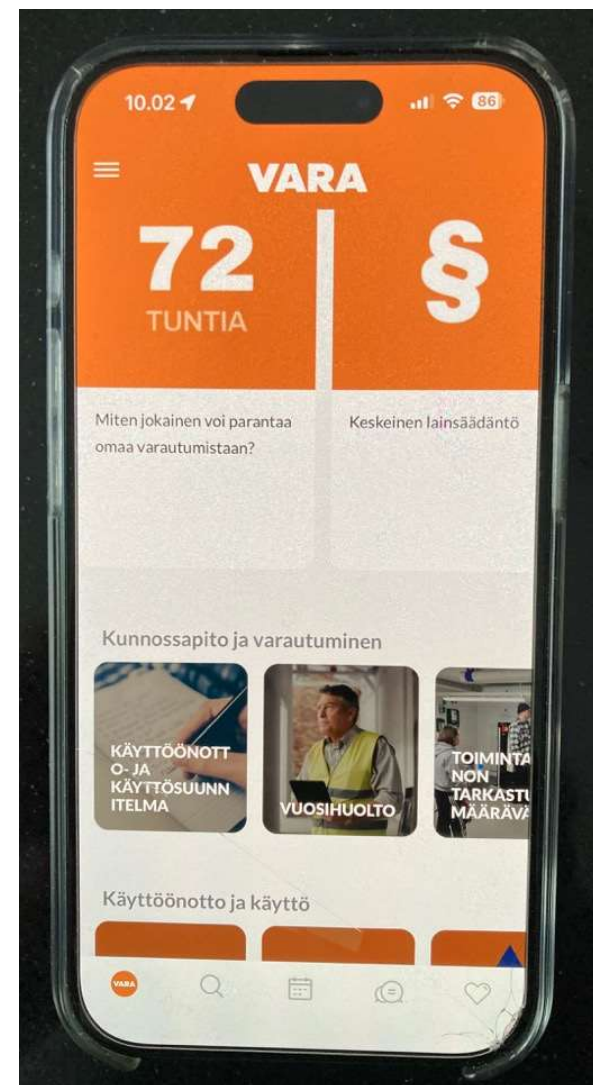 10.02
86
VARA
72
TUNTIA
§
Miten jokainen voi parantaa
omaa varautumistaan?
Keskeinen lainsäädäntö
Kunnossapito ja varautuminen
KÄYTTÖÖNOTT
O- JA
KÄYTTÖSUUNN
ITELMA
VUOSIHUOLTO
TOIMINTA
NON
TARKASTU
MÄÄRÄVÄ
Käyttöönotto ja käyttö
VARA